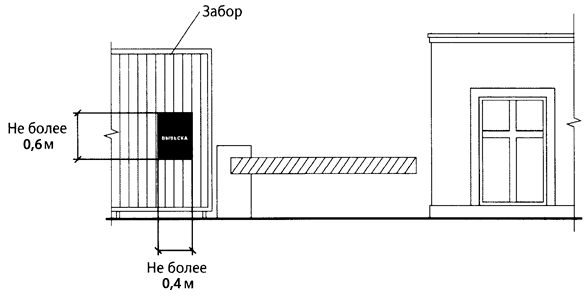 Забор
Не более
0,6 м
ВЫВЕСКА
Не более
0,4 м